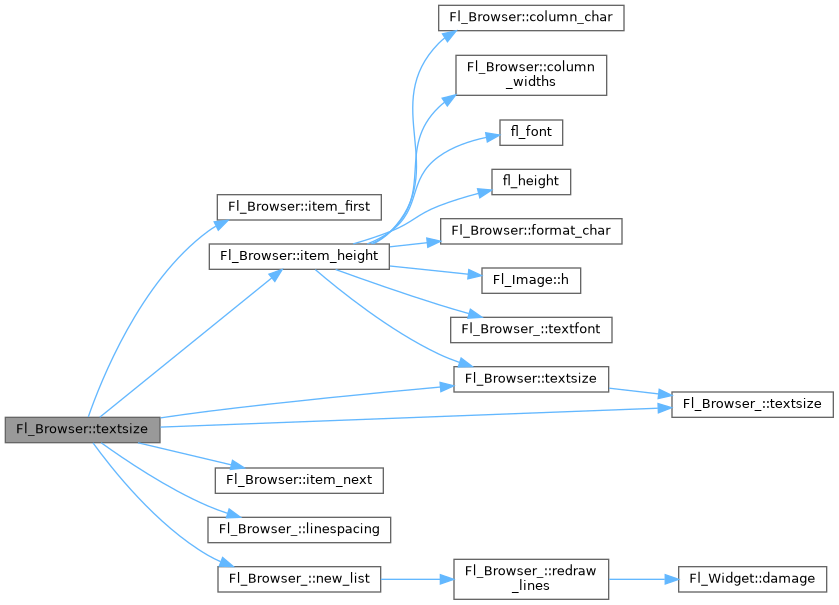 Fl_Browser::column_char
Fl_Browser::column
_widths
fl_font
fl_height
Fl_Browser::item_first
Fl_Browser::format_char
Fl_Browser::item_height
Fl_Image::h
Fl_Browser_::textfont
Fl_Browser::textsize
Fl_Browser_::textsize
Fl_Browser::textsize
Fl_Browser::item_next
Fl_Browser_::linespacing
Fl_Browser_::new_list
Fl_Browser_::redraw
_lines
Fl_Widget::damage